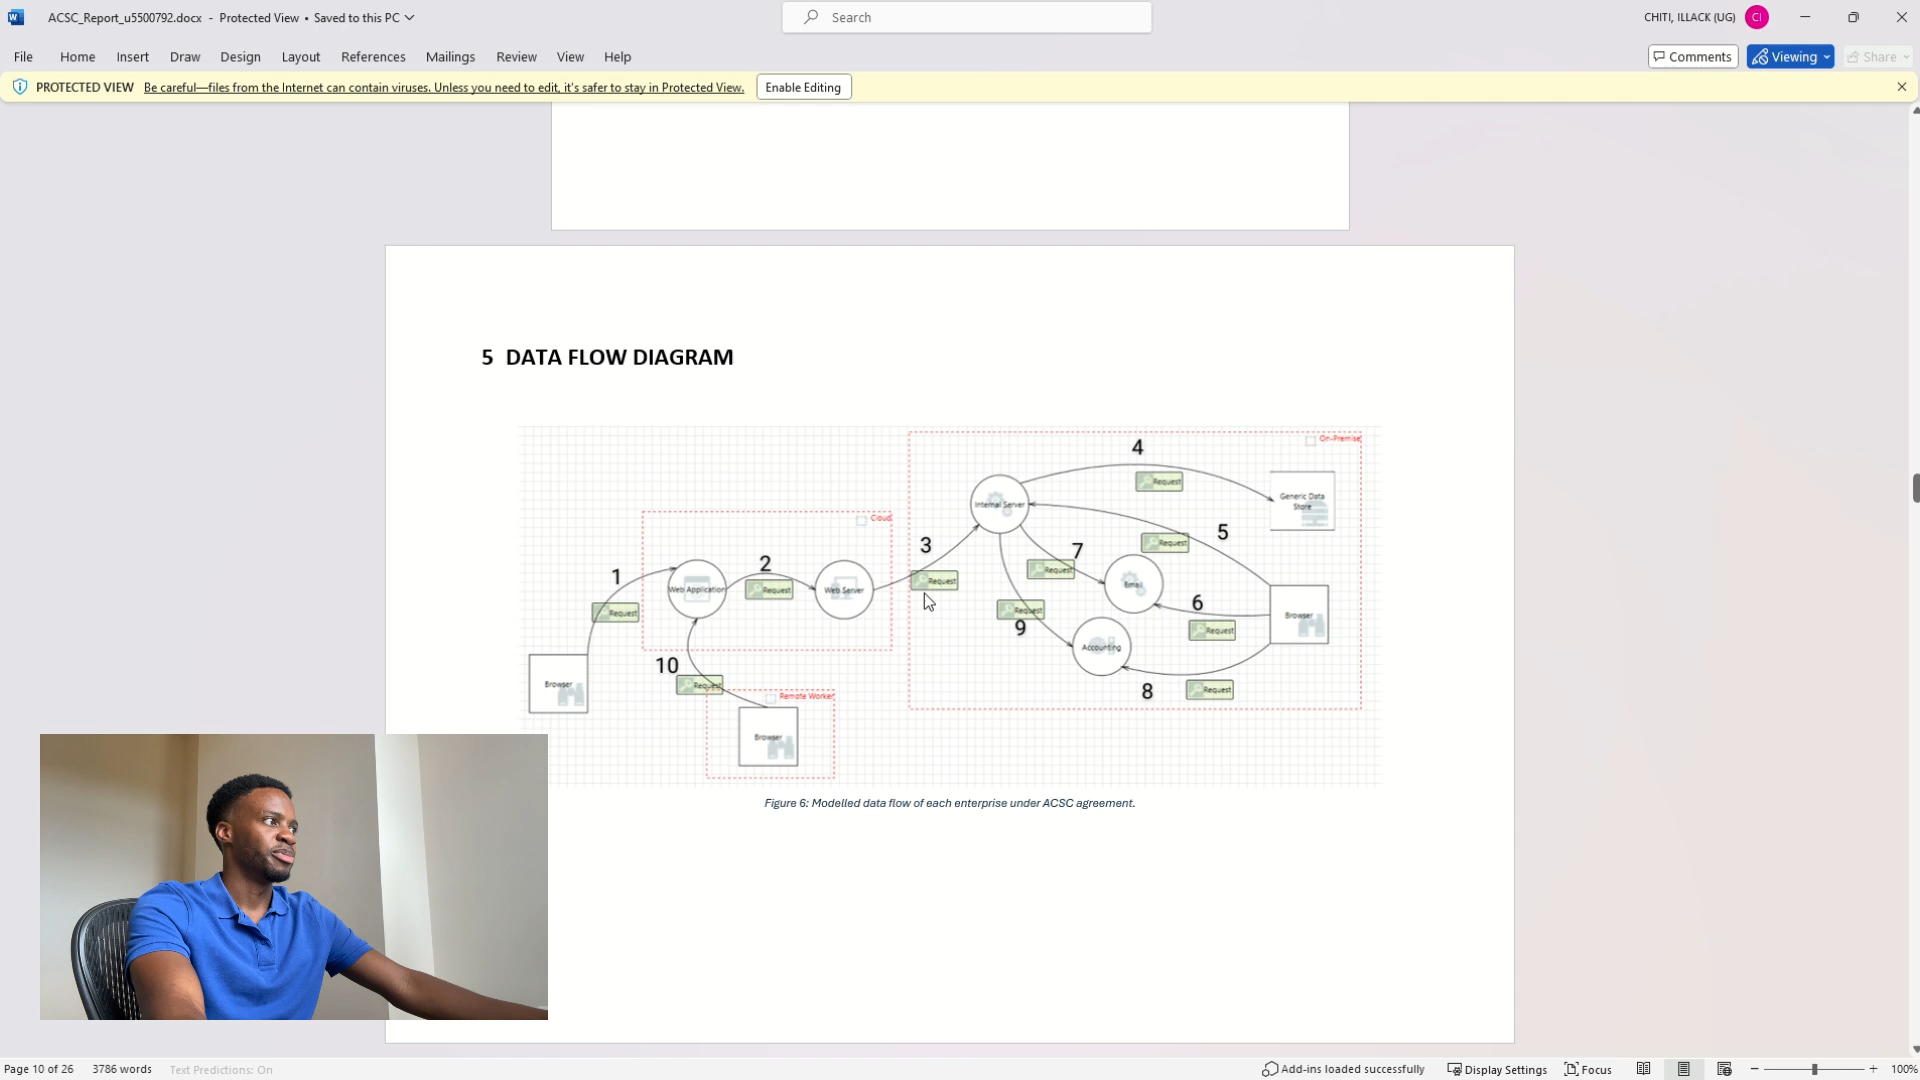 ACSC_Report_u5500792.docx - Protected View • Saved to this PC
Search
CHITI, ILLACK (UG)
CI
File Home Insert Draw Design Layout References Mailings Review View Help
Comments
Viewing
Share
PROTECTED VIEW Be careful—files from the Internet can contain viruses. Unless you need to edit, it's safer to stay in Protected View.
Enable Editing
5 DATA FLOW DIAGRAM
On-Premise
4
Request
Internal Server
Generic Data
Store
Cloud
3
5
Request
7
Request
1
2
Request
Web Application
Web Server
Request
Email
Request
6
Request
9
Browser
Request
Accounting
10
Request
Browser
8
Request
Remote Worker
Browser
Figure 6: Modelled data flow of each enterprise under ACSC agreement.
Page 10 of 26
3786 words
Text Predictions: On
Add-ins loaded successfully
Display Settings
Focus
100%